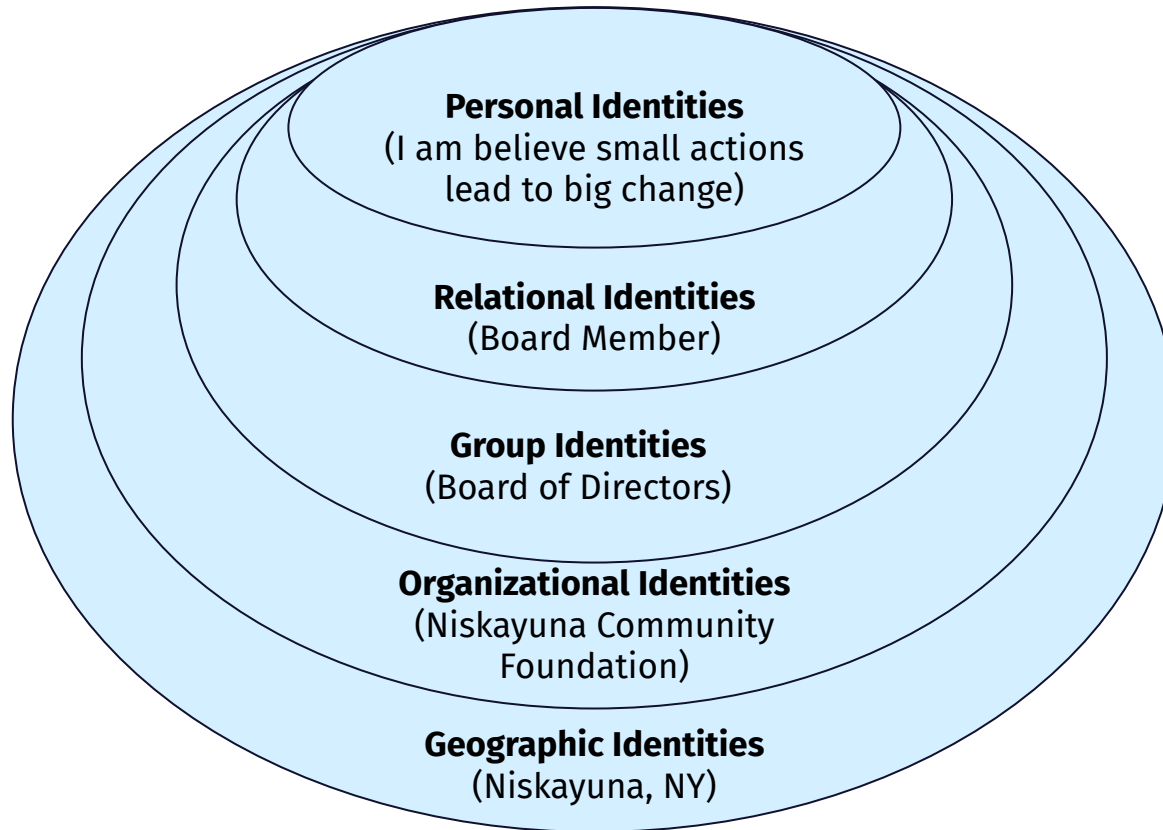 Personal Identities
(I am believe small actions
lead to big change)
Relational Identities
(Board Member)
Group Identities
(Board of Directors)
Organizational Identities
(Niskayuna Community
Foundation)
Geographic Identities
(Niskayuna, NY)